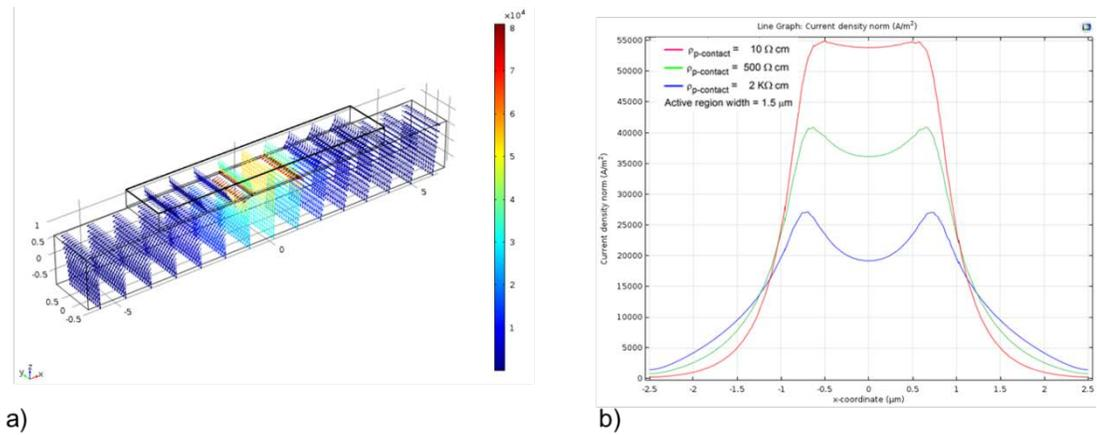 ×10⁴
8
7
6
5
4
3
2
1
1
0.5
0
-0.5
0.5
0
-0.5
-5
0
5
y z x
a)
Line Graph: Current density norm (A/m²)
ρp-contact = 10 Ω cm
ρp-contact = 500 Ω cm
ρp-contact = 2 KΩ cm
Active region width = 1.5 μm
Current density norm (A/m²)
55000
50000
45000
40000
35000
30000
25000
20000
15000
10000
5000
0
-2.5 -2 -1.5 -1 -0.5 0 0.5 1 1.5 2 2.5
x-coordinate (μm)
b)